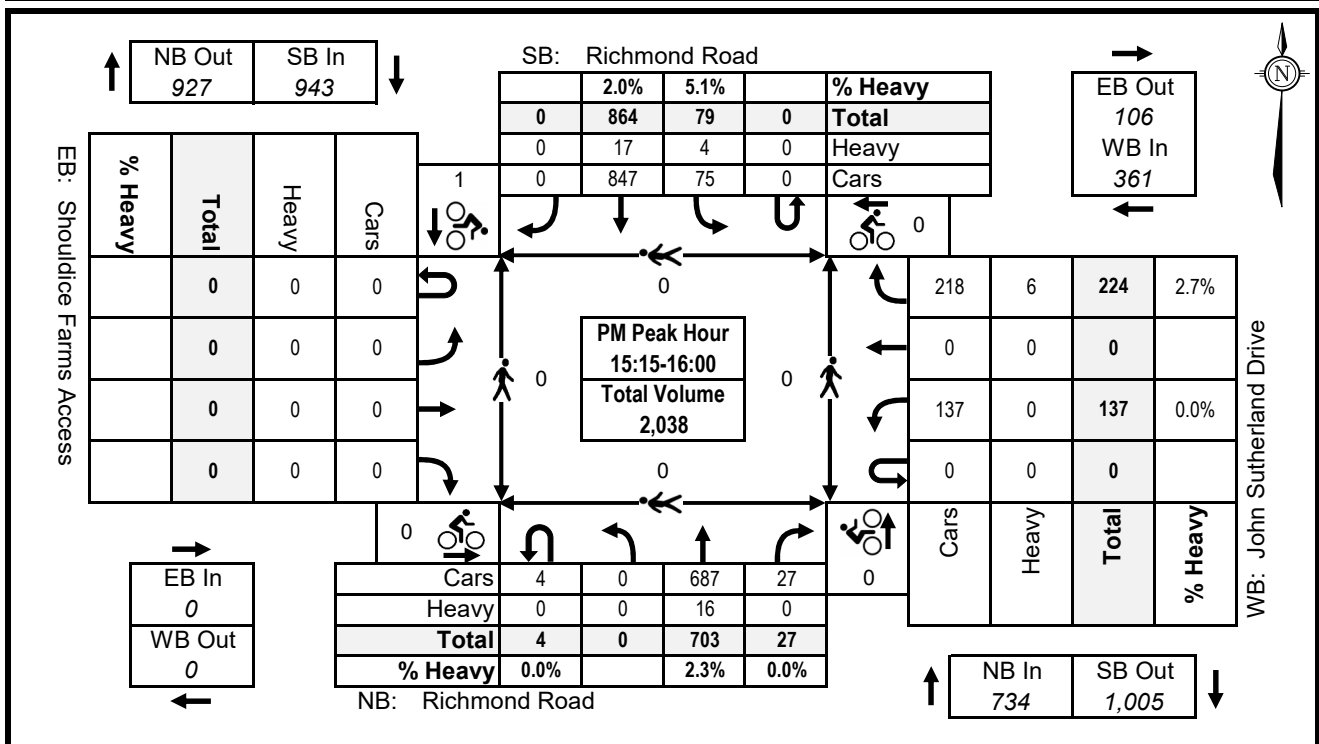 NB Out SB In
927 943
SB: Richmond Road
2.0% 5.1% % Heavy
0 864 79 0 Total
0 17 4 0 Heavy
0 847 75 0 Cars
EB Out
106
WB In
361
N
EB: Shouldice Farms Access
% Heavy Total Heavy Cars
1
0
0 0 0
0 0 0
0 0 0
0 0 0
0
0
PM Peak Hour
15:15-16:00
Total Volume
2,038
0
0
218 6 224 2.7%
0 0 0
137 0 137 0.0%
0 0 0
Cars Heavy Total % Heavy
WB: John Sutherland Drive
0
0
EB In
0
WB Out
0
Cars 4 0 687 27
Heavy 0 0 16 0
Total 4 0 703 27
% Heavy 0.0% 2.3% 0.0%
NB: Richmond Road
NB In SB Out
734 1,005